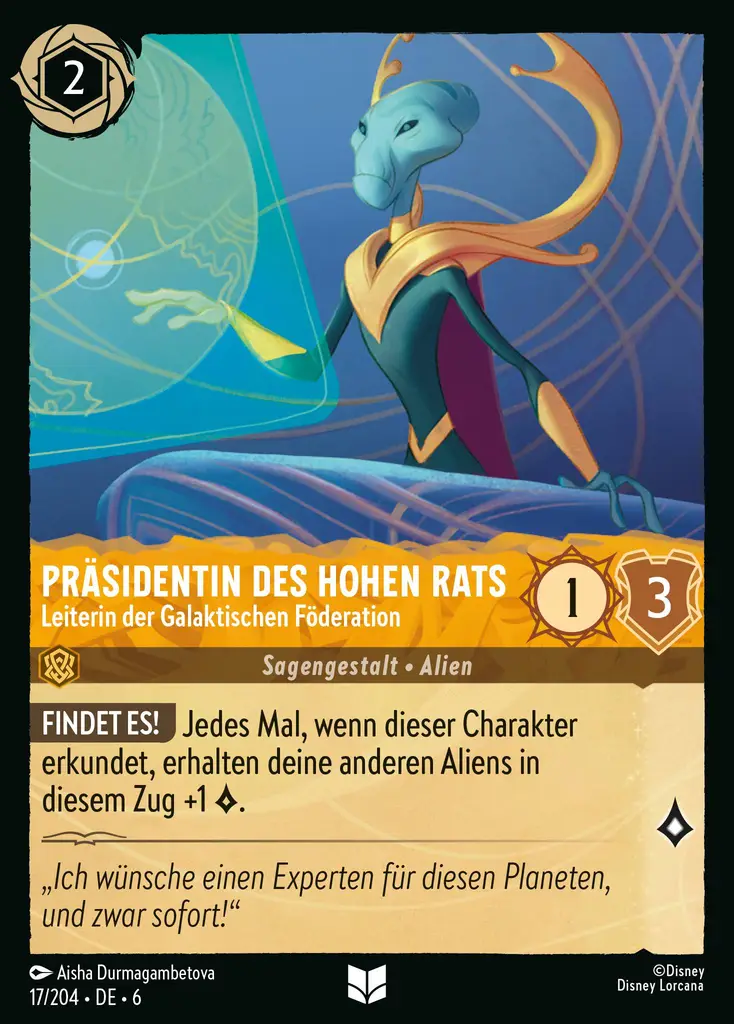 2
PRÄSIDENTIN DES HOHEN RATS
Leiterin der Galaktischen Föderation
1
3
Sagengestalt • Alien
FINDET ES! Jedes Mal, wenn dieser Charakter
erkundet, erhalten deine anderen Aliens in
diesem Zug +1 .
„Ich wünsche einen Experten für diesen Planeten,
und zwar sofort!“
Aisha Durmagambetova
17/204 • DE • 6
©Disney
Disney Lorcana